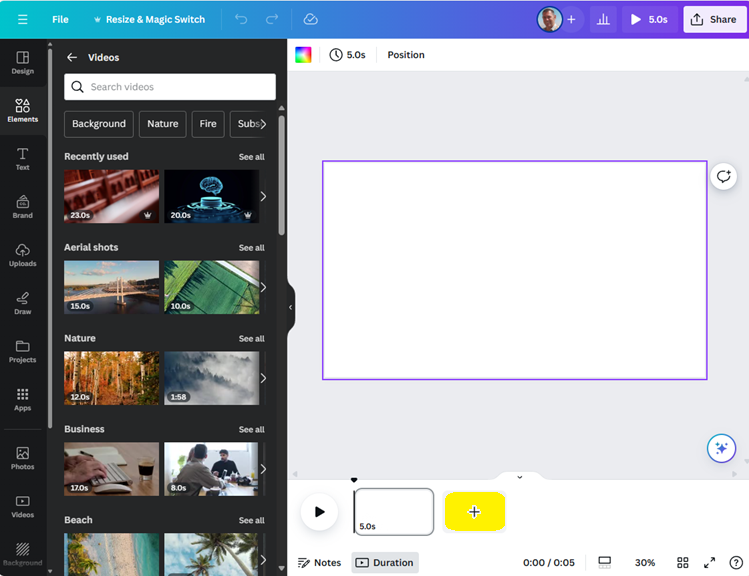 File
Resize & Magic Switch
5.0s
Share
Design
Elements
Text
Brand
Uploads
Draw
Projects
Apps
Photos
Videos
Background
Videos
Search videos
Background
Nature
Fire
Subs
Recently used
See all
23.0s
20.0s
Aerial shots
See all
15.0s
10.0s
Nature
See all
12.0s
1:58
Business
See all
17.0s
8.0s
Beach
See all
5.0s
Position
5.0s
Notes
Duration
0:00 / 0:05
30%